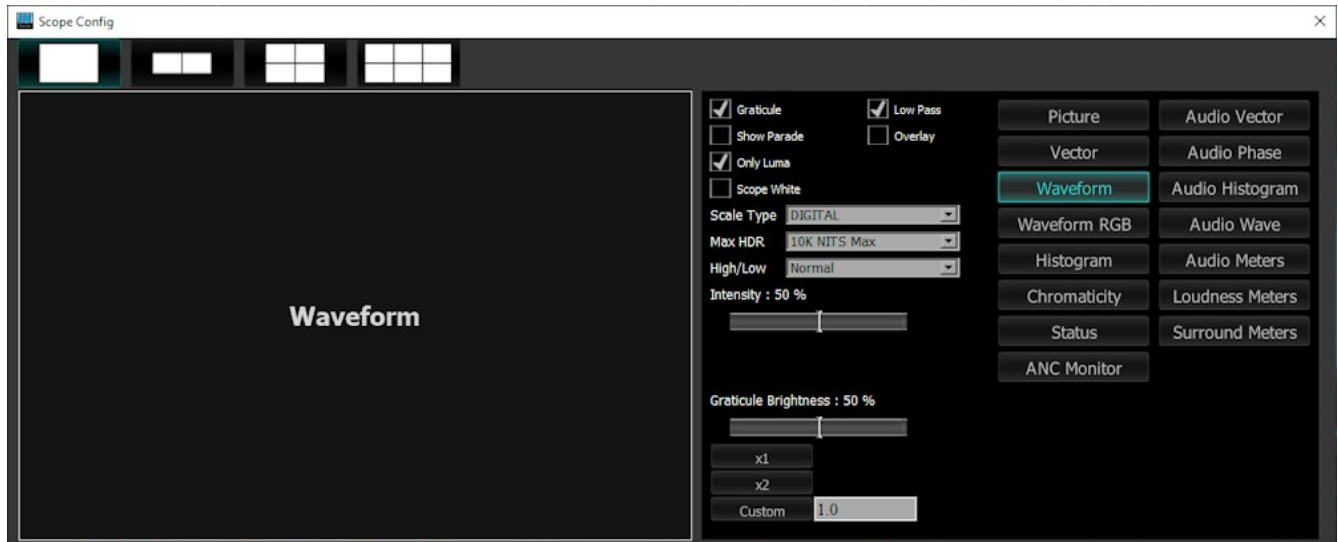 Scope Config
Graticule
Low Pass
Show Parade
Overlay
Only Luma
Scope White
Scale Type DIGITAL
Max HDR 10K NITS Max
High/Low Normal
Intensity : 50 %
Graticule Brightness : 50 %
x1
x2
Custom 1.0
Waveform
Picture
Audio Vector
Vector
Audio Phase
Waveform
Audio Histogram
Waveform RGB
Audio Wave
Histogram
Audio Meters
Chromaticity
Loudness Meters
Status
Surround Meters
ANC Monitor